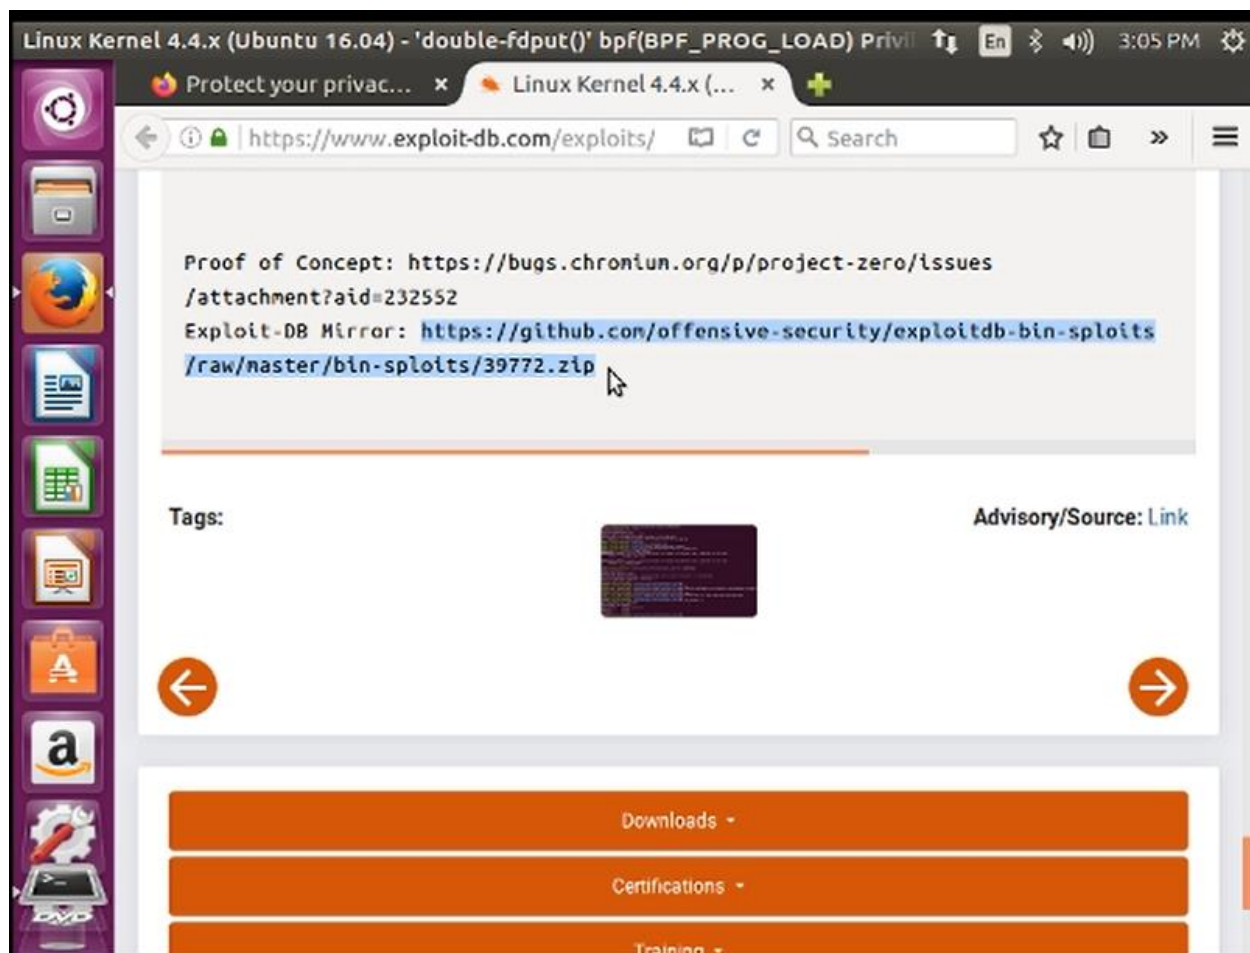 Linux Kernel 4.4.x (Ubuntu 16.04) - 'double-fdput()' bpf(BPF_PROG_LOAD) Privil En 3:05 PM
Protect your privac... × Linux Kernel 4.4.x (... ×
https://www.exploit-db.com/exploits/ Search
Proof of Concept: https://bugs.chromium.org/p/project-zero/issues
/attachment?aid=232552
Exploit-DB Mirror: https://github.com/offensive-security/exploitdb-bin-sploits
/raw/master/bin-sploits/39772.zip
Tags:
Advisory/Source: Link
Downloads
Certifications
Training